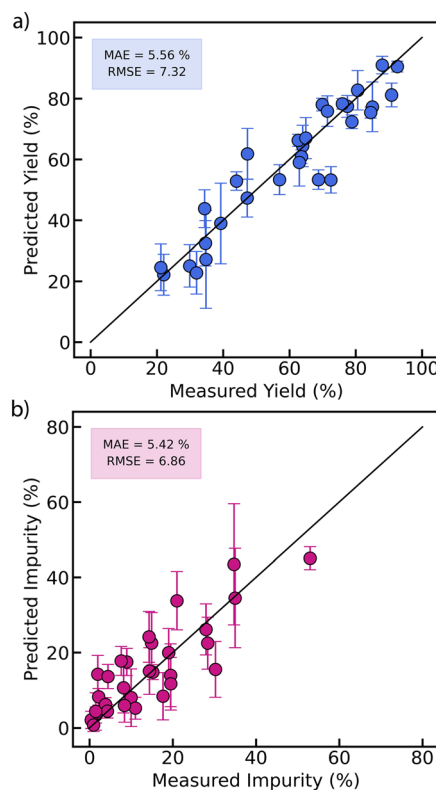 a)
MAE = 5.56 %
RMSE = 7.32
Predicted Yield (%)
100
80
60
40
20
0
0 20 40 60 80 100
Measured Yield (%)
b)
MAE = 5.42 %
RMSE = 6.86
Predicted Impurity (%)
80
60
40
20
0
0 20 40 60 80
Measured Impurity (%)